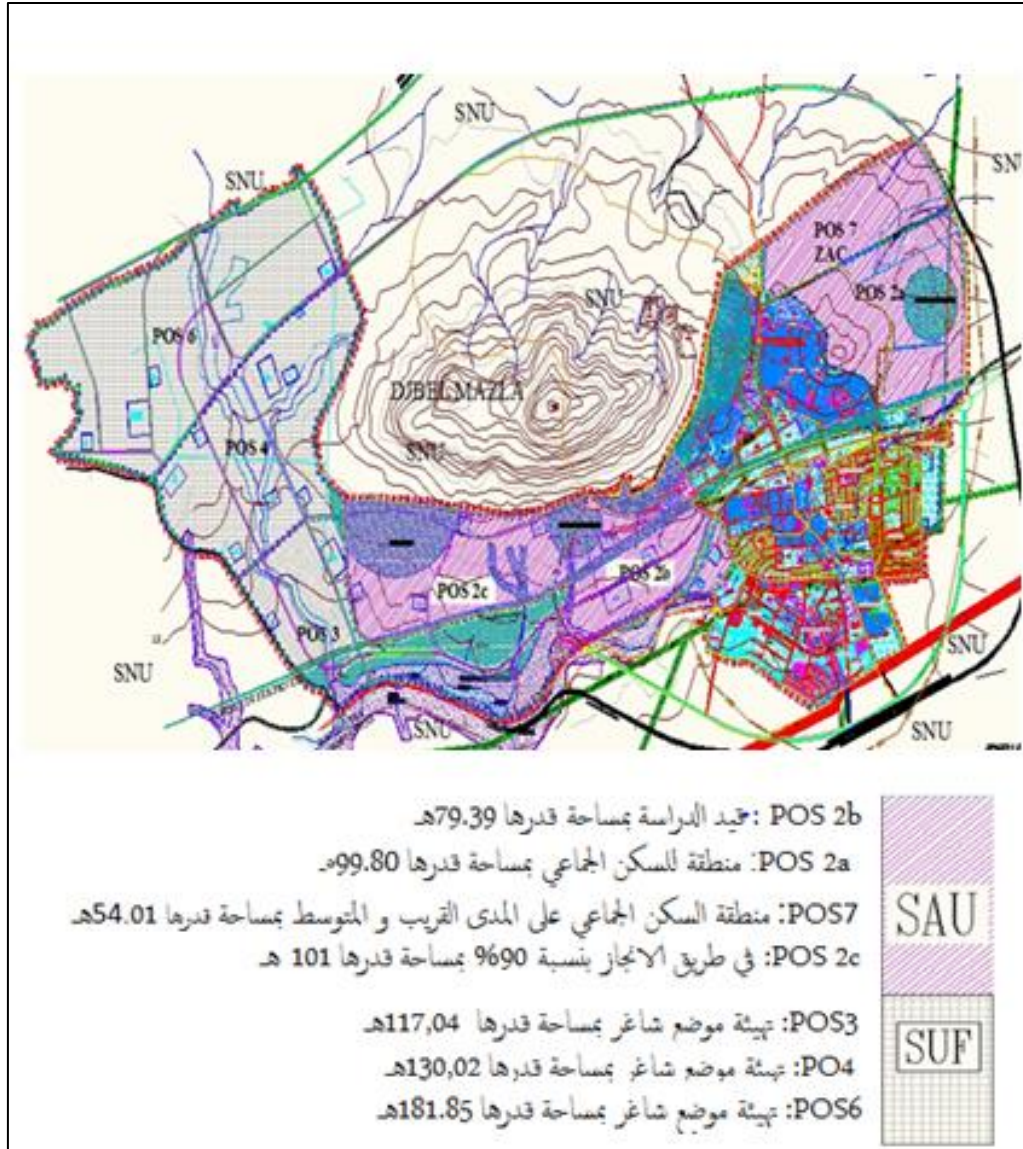 SNU
SNU
SNU
POS 7
ZAC
POS 2a
SNU
POS 6
DJBEL MAZLA
POS 4
SNU
POS 2c
POS 2b
POS 3
SNU
SNU
SNU
SNU
POS 2b : قيد الدراسة بمساحة قدرها 79.39هـ
POS 2a: منطقة للسكن الجماعي بمساحة قدرها 99.80هـ
POS7: منطقة السكن الجماعي على المدى القريب و المتوسط بمساحة قدرها 54.01هـ
POS 2c: في طريق الانجاز بنسبة 90% بمساحة قدرها 101 هـ
SAU
POS3: تهيئة موضع شاغر بمساحة قدرها 117,04هـ
PO4: تهيئة موضع شاغر بمساحة قدرها 130,02هـ
POS6: تهيئة موضع شاغر بمساحة قدرها 181.85هـ
SUF